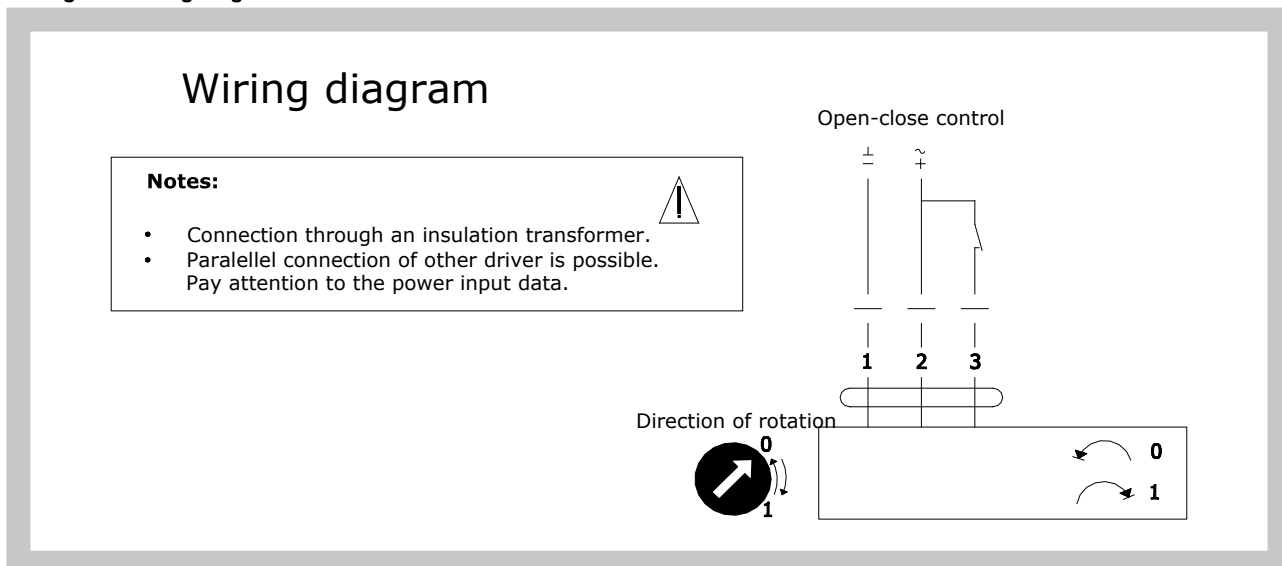 Wiring diagram
Open-close control
⊥ ~
− +
Notes:
• Connection through an insulation transformer.
• Paralellel connection of other driver is possible.
Pay attention to the power input data.
1 2 3
Direction of rotation
0
1
0
1